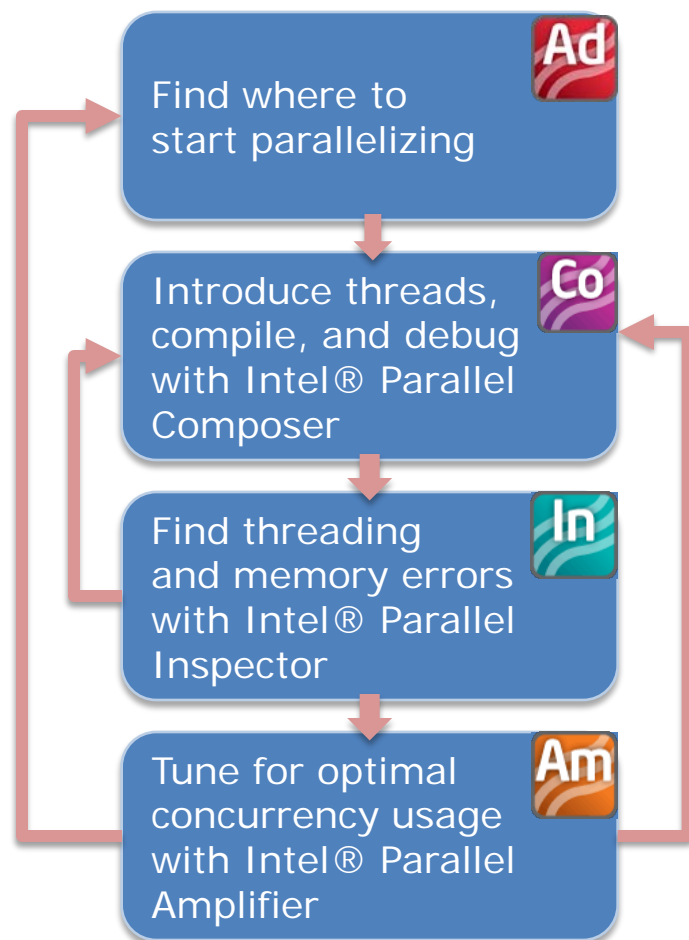 Ad
Find where to
start parallelizing
Co
Introduce threads,
compile, and debug
with Intel® Parallel
Composer
In
Find threading
and memory errors
with Intel® Parallel
Inspector
Am
Tune for optimal
concurrency usage
with Intel® Parallel
Amplifier